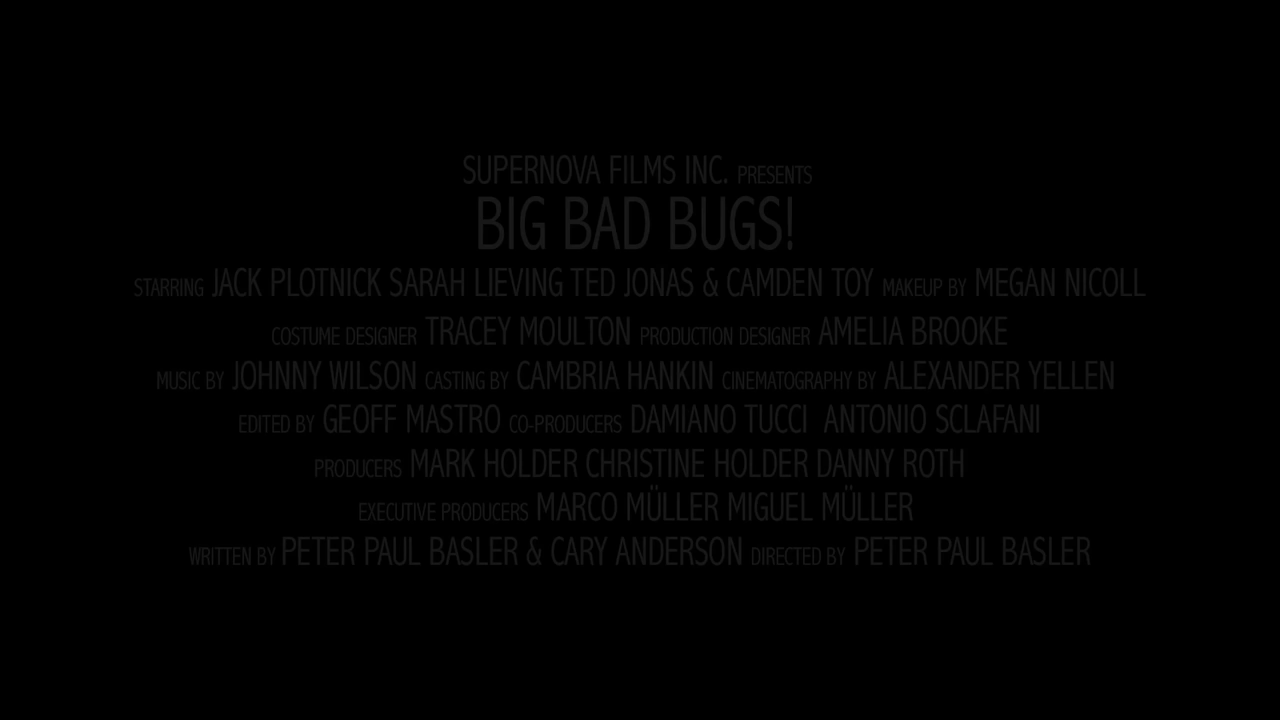 SUPERNOVA FILMS INC. PRESENTS
BIG BAD BUGS!
STARRING JACK PLOTNICK SARAH LIEVING TED JONAS & CAMDEN TOY MAKEUP BY MEGAN NICOLL
COSTUME DESIGNER TRACEY MOULTON PRODUCTION DESIGNER AMELIA BROOKE
MUSIC BY JOHNNY WILSON CASTING BY CAMBRIA HANKIN CINEMATOGRAPHY BY ALEXANDER YELLEN
EDITED BY GEOFF MASTRO CO-PRODUCERS DAMIANO TUCCI ANTONIO SCLAFANI
PRODUCERS MARK HOLDER CHRISTINE HOLDER DANNY ROTH
EXECUTIVE PRODUCERS MARCO MÜLLER MIGUEL MÜLLER
WRITTEN BY PETER PAUL BASLER & CARY ANDERSON DIRECTED BY PETER PAUL BASLER